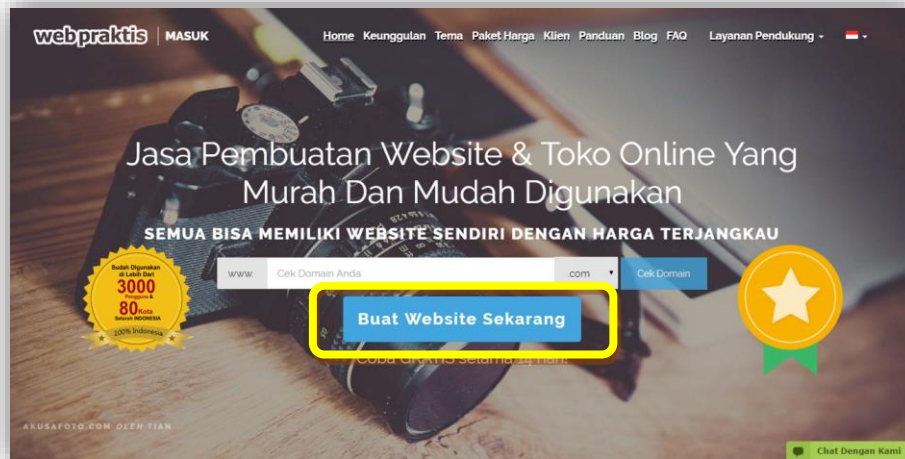 webpraktis | MASUK
Home Keunggulan Tema Paket Harga Klien Panduan Blog FAQ Layanan Pendukung
Jasa Pembuatan Website & Toko Online Yang
Murah Dan Mudah Digunakan
SEMUA BISA MEMILIKI WEBSITE SENDIRI DENGAN HARGA TERJANGKAU
Sudah Digunakan
di Lebih Dari
3000
Pengguna &
80 Kota
Seluruh INDONESIA
100% Indonesia
www. Cek Domain Anda .com Cek Domain
Buat Website Sekarang
Coba GRATIS selama 14 hari!
AKUSAFOTO.COM OLEH TIAN
Chat Dengan Kami